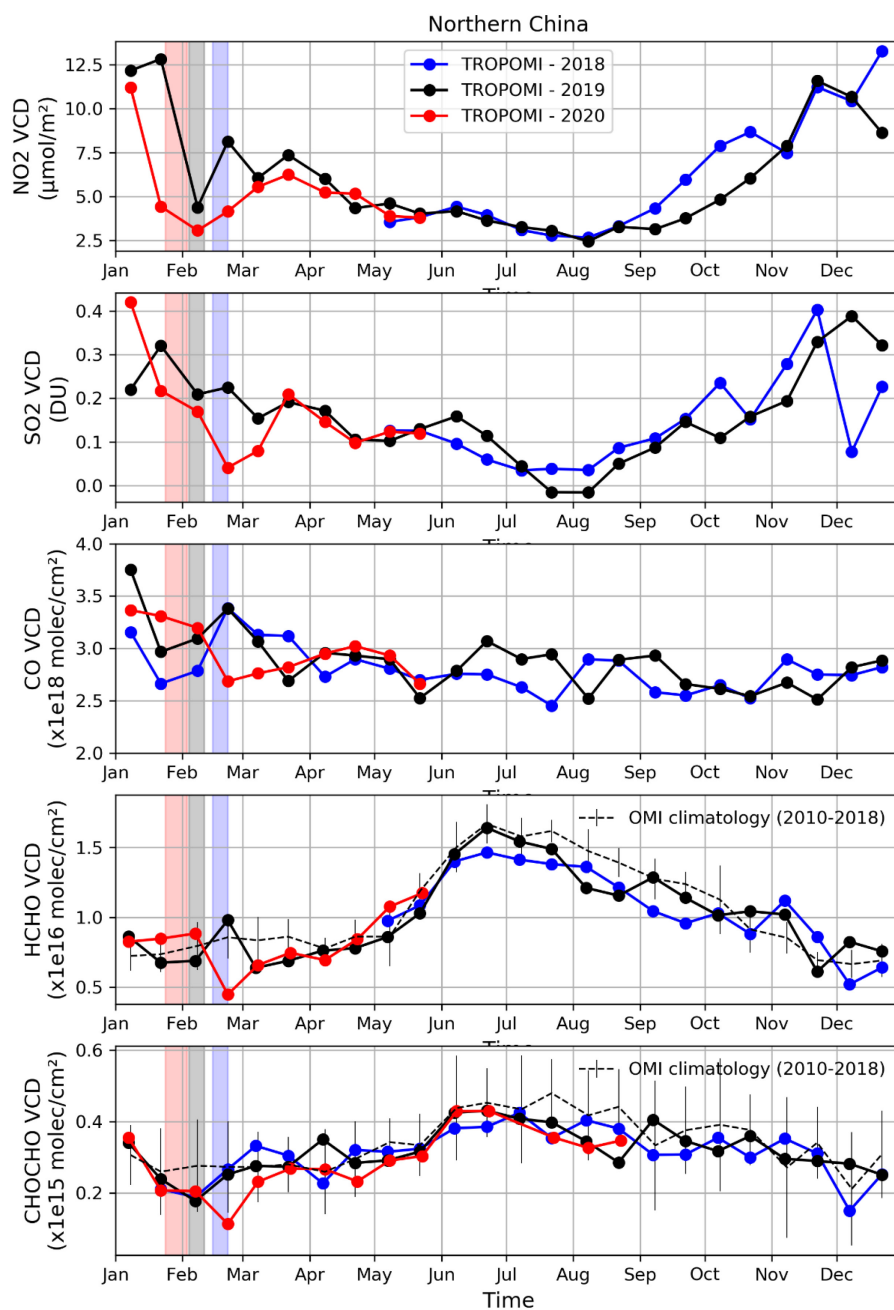 Northern China
NO2 VCD
(µmol/m²)
12.5
10.0
7.5
5.0
2.5
TROPOMI - 2018
TROPOMI - 2019
TROPOMI - 2020
Jan Feb Mar Apr May Jun Jul Aug Sep Oct Nov Dec
SO2 VCD
(DU)
0.4
0.3
0.2
0.1
0.0
Jan Feb Mar Apr May Jun Jul Aug Sep Oct Nov Dec
CO VCD
(x1e18 molec/cm²)
4.0
3.5
3.0
2.5
2.0
Jan Feb Mar Apr May Jun Jul Aug Sep Oct Nov Dec
HCHO VCD
(x1e16 molec/cm²)
1.5
1.0
0.5
OMI climatology (2010-2018)
Jan Feb Mar Apr May Jun Jul Aug Sep Oct Nov Dec
CHOCHO VCD
(x1e15 molec/cm²)
0.6
0.4
0.2
OMI climatology (2010-2018)
Jan Feb Mar Apr May Jun Jul Aug Sep Oct Nov Dec
Time